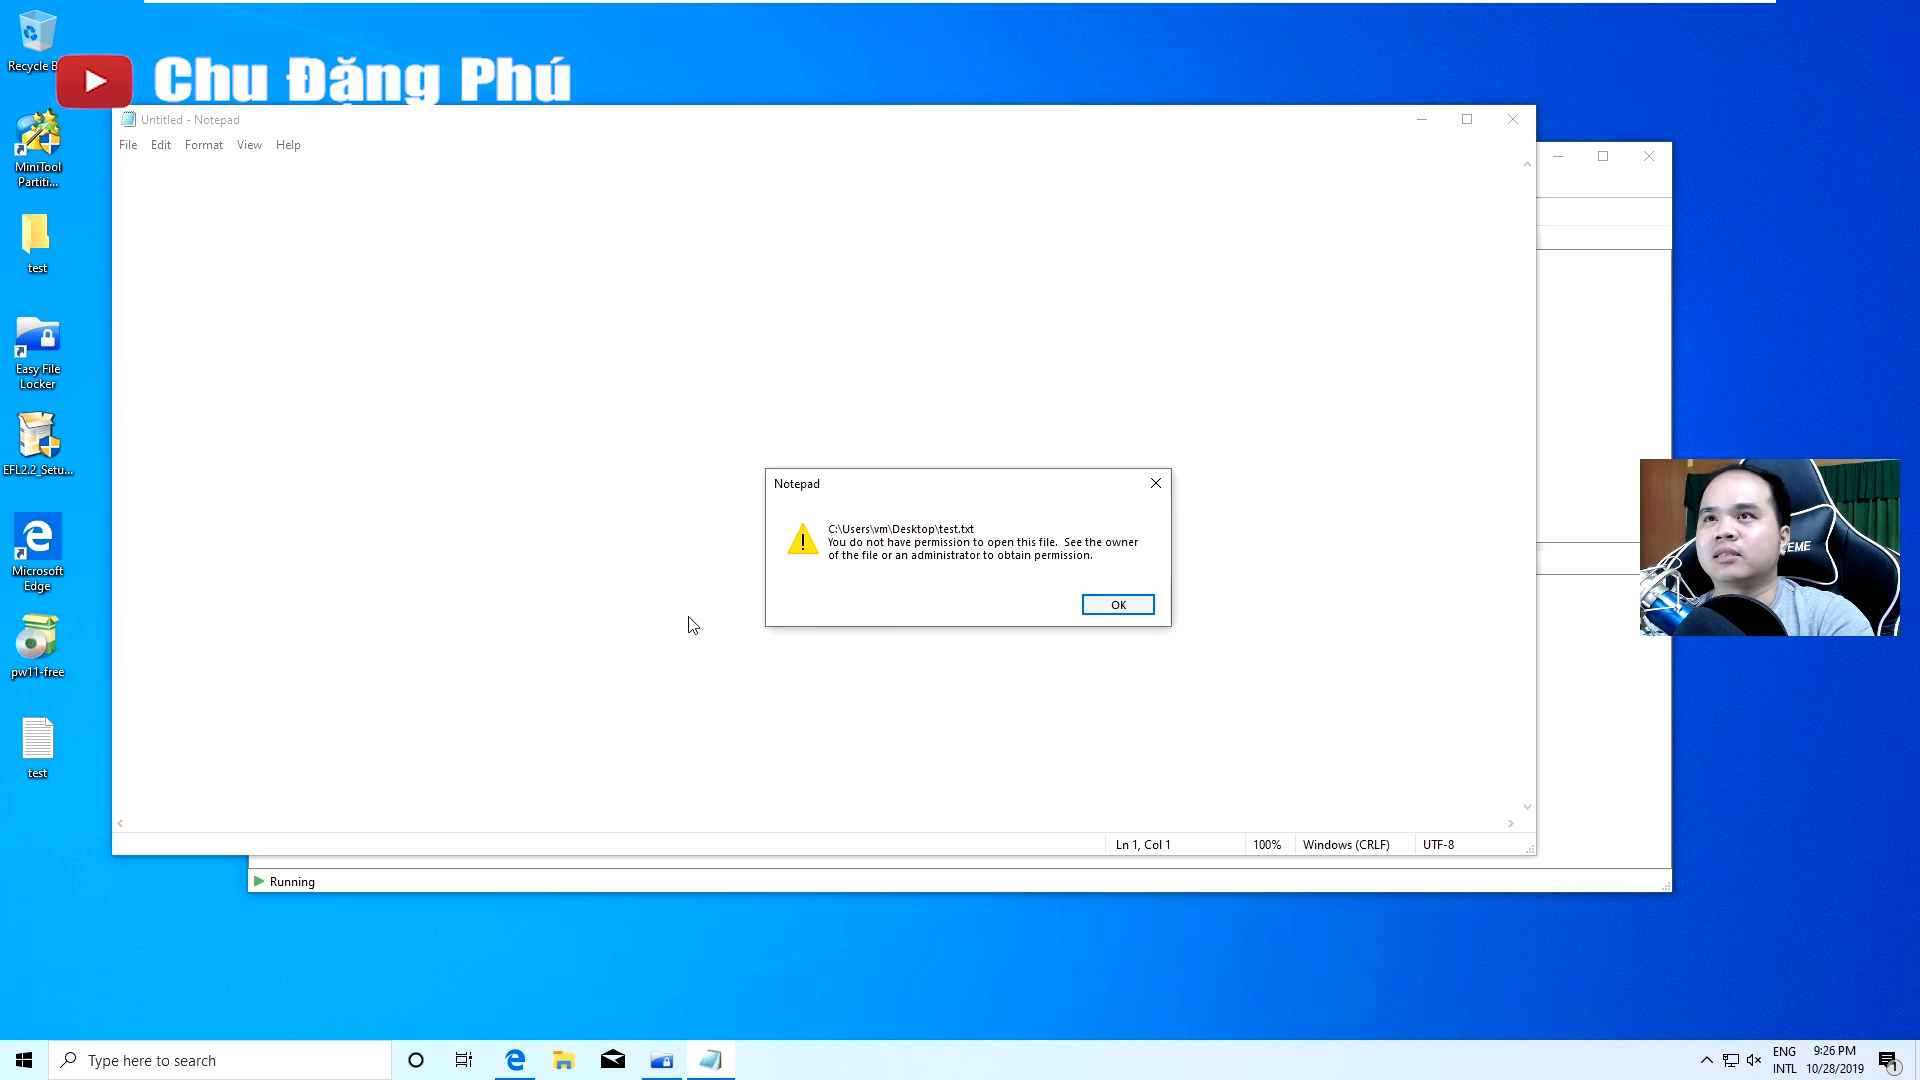 Recycle B
Chu Đặng Phú
Untitled - Notepad
File Edit Format View Help
MiniTool
Partiti...
test
Easy File
Locker
EFL2.2_Setu...
Microsoft
Edge
pw11-free
test
Notepad
C:\Users\vm\Desktop\test.txt
You do not have permission to open this file. See the owner
of the file or an administrator to obtain permission.
OK
EME
Ln 1, Col 1 100% Windows (CRLF) UTF-8
Running
Type here to search
ENG
INTL
9:26 PM
10/28/2019
1